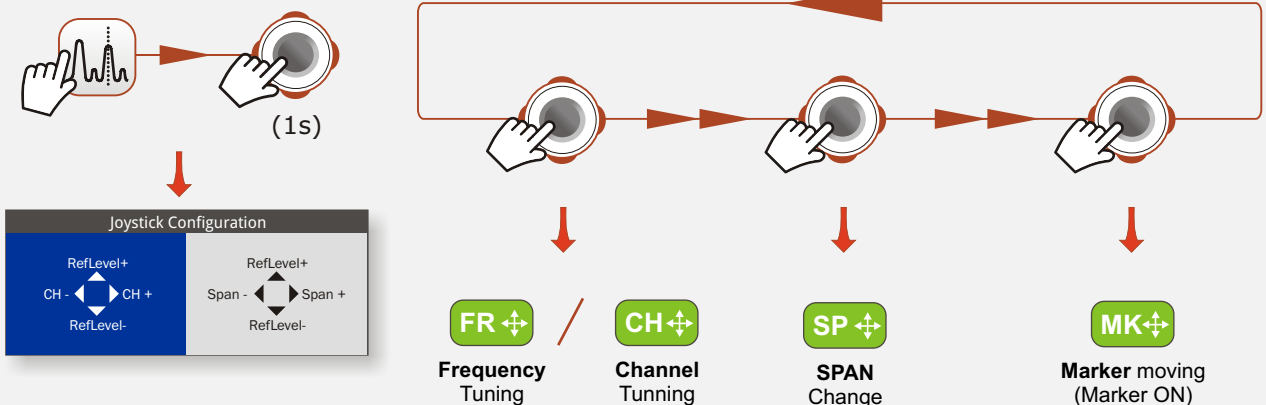 (1s)
Joystick Configuration
RefLevel+
CH -
CH +
RefLevel-
RefLevel+
Span -
Span +
RefLevel-
FR
CH
SP
MK
Frequency
Tuning
Channel
Tunning
SPAN
Change
Marker moving
(Marker ON)